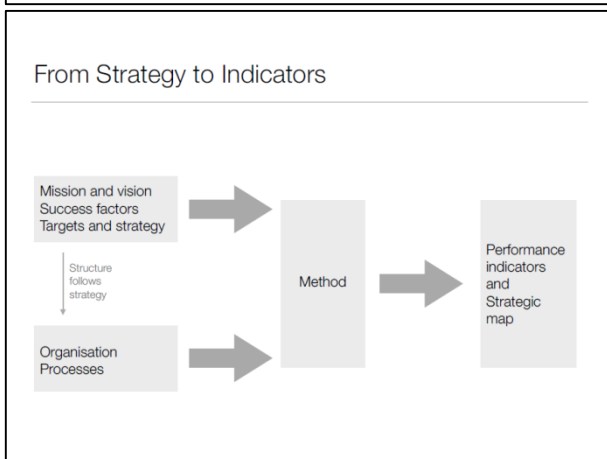 From Strategy to Indicators
Mission and vision
Success factors
Targets and strategy
Structure
follows
strategy
Organisation
Processes
Method
Performance
indicators
and
Strategic
map